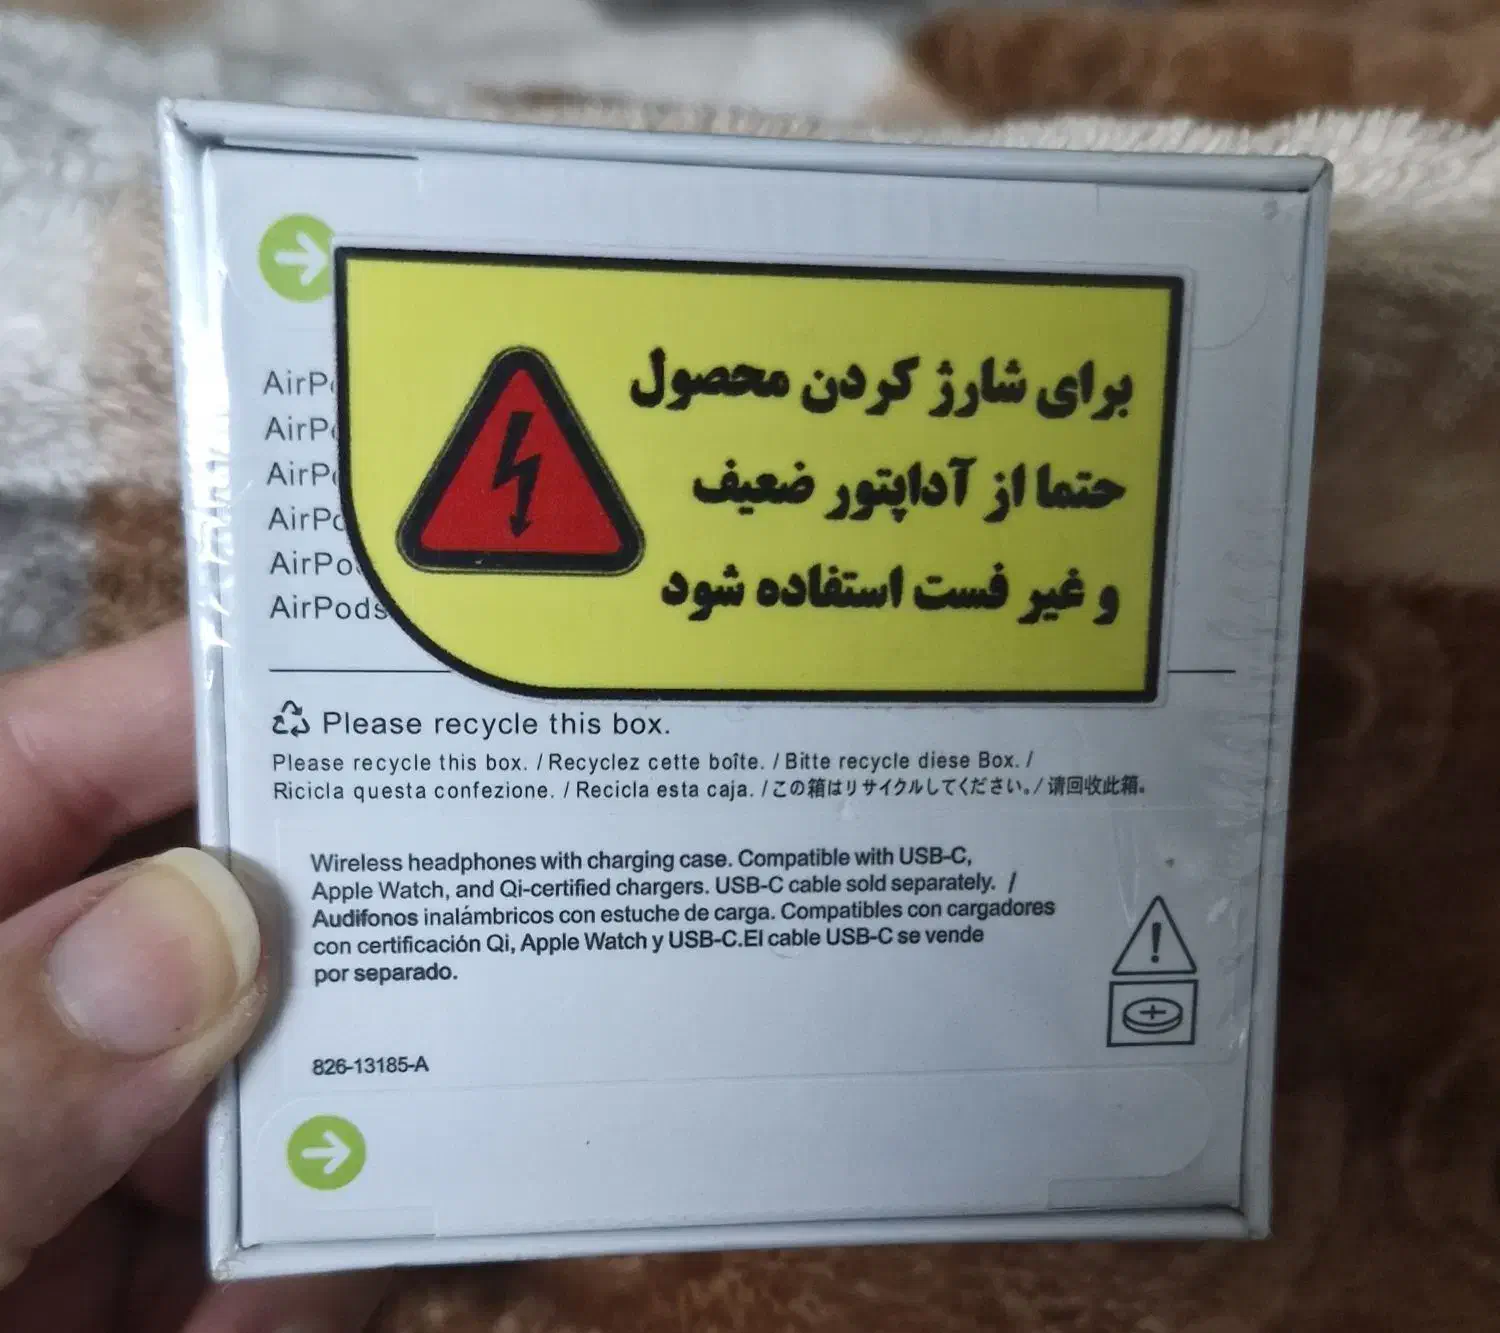 برای شارژ کردن محصول
حتما از آداپتور ضعیف
و غیر فست استفاده شود
AirPods
Please recycle this box.
Please recycle this box. / Recyclez cette boîte. / Bitte recycle diese Box. /
Ricicla questa confezione. / Recicla esta caja. / この箱はリサイクルしてください。/ 请回收此箱。
Wireless headphones with charging case. Compatible with USB-C,
Apple Watch, and Qi-certified chargers. USB-C cable sold separately. /
Audifonos inalámbricos con estuche de carga. Compatibles con cargadores
con certificación Qi, Apple Watch y USB-C.El cable USB-C se vende
por separado.
826-13185-A